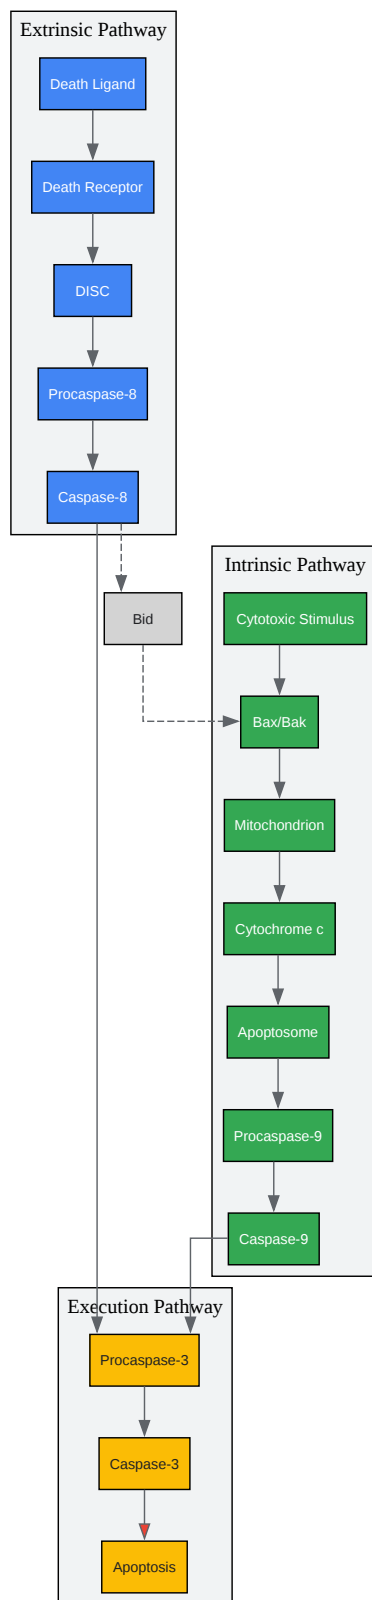 Extrinsic Pathway
Death Ligand
Death Receptor
DISC
Procaspase-8
Caspase-8
Bid
Intrinsic Pathway
Cytotoxic Stimulus
Bax/Bak
Mitochondrion
Cytochrome c
Apoptosome
Procaspase-9
Caspase-9
Execution Pathway
Procaspase-3
Caspase-3
Apoptosis